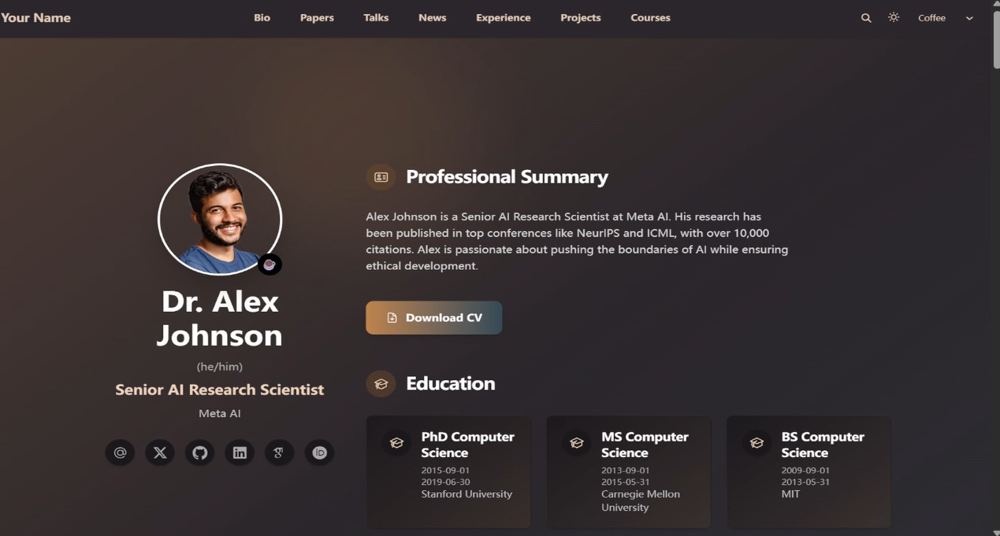 Your Name
Bio
Papers
Talks
News
Experience
Projects
Courses
Coffee
Dr. Alex
Johnson
(he/him)
Senior AI Research Scientist
Meta AI
Professional Summary
Alex Johnson is a Senior AI Research Scientist at Meta AI. His research has
been published in top conferences like NeurIPS and ICML, with over 10,000
citations. Alex is passionate about pushing the boundaries of AI while ensuring
ethical development.
Download CV
Education
PhD Computer
Science
2015-09-01
2019-06-30
Stanford University
MS Computer
Science
2013-09-01
2015-05-31
Carnegie Mellon
University
BS Computer
Science
2009-09-01
2013-05-31
MIT